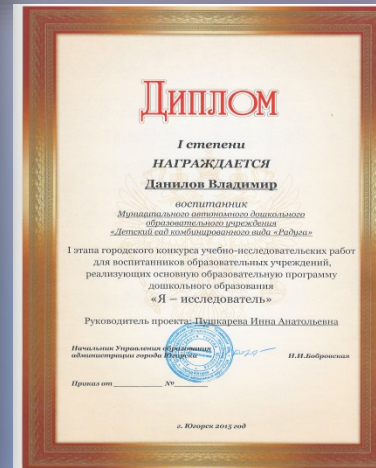 Диплом
I степени
НАГРАЖДАЕТСЯ
Данилов Владимир
воспитанник
Муниципального автономного дошкольного
образовательного учреждения
«Детский сад комбинированного вида «Радуга»
I этапа городского конкурса учебно-исследовательских работ
для воспитанников образовательных учреждений,
реализующих основную образовательную программу
дошкольного образования
«Я – исследователь»
Руководитель проекта: Пушкарева Инна Анатольевна
Начальник Управления образования
администрации города Югорска Н.И.Бобровская
Приказ от ____________ №________
г. Югорск 2015 год